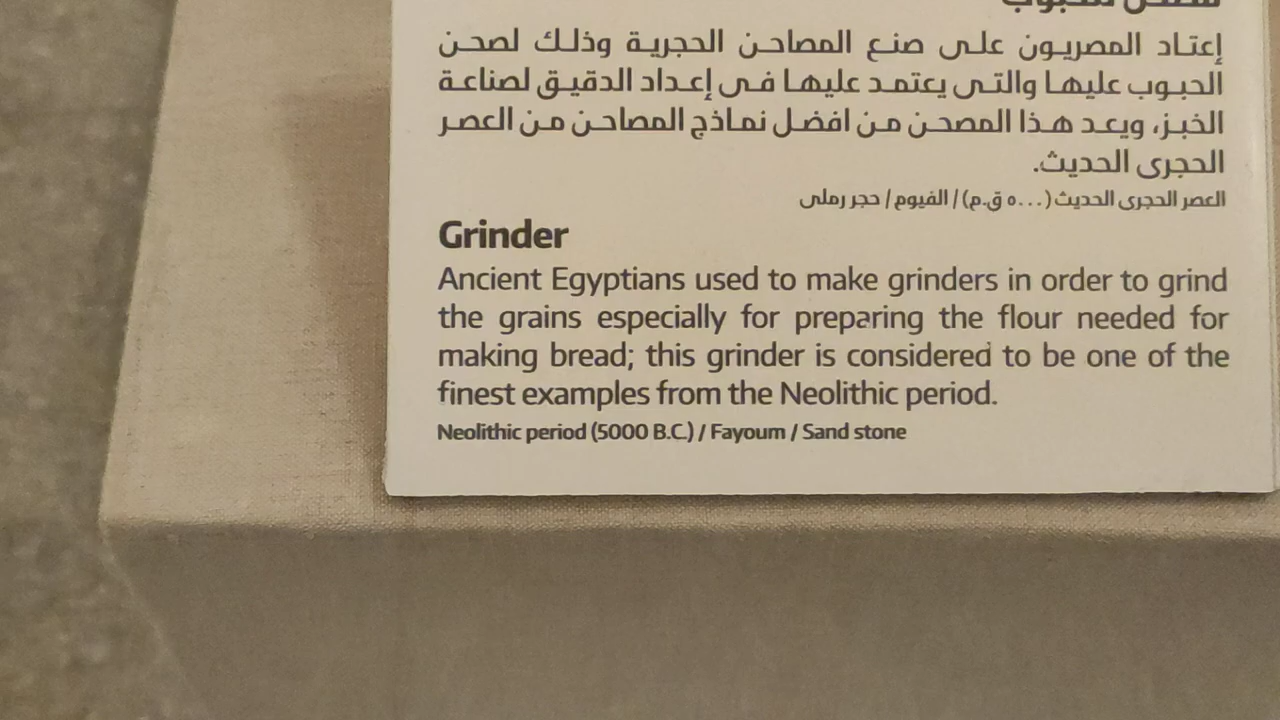 إعتاد المصريون على صنع المصاحن الحجرية وذلك لصحن
الحبوب عليها والتى يعتمد عليها فى إعداد الدقيق لصناعة
الخبز، ويعد هذا المصحن من افضل نماذج المصاحن من العصر
الحجرى الحديث.
العصر الحجرى الحديث (٥٠٠٠ ق.م) / الفيوم / حجر رملى
Grinder
Ancient Egyptians used to make grinders in order to grind
the grains especially for preparing the flour needed for
making bread; this grinder is considered to be one of the
finest examples from the Neolithic period.
Neolithic period (5000 B.C.) / Fayoum / Sand stone